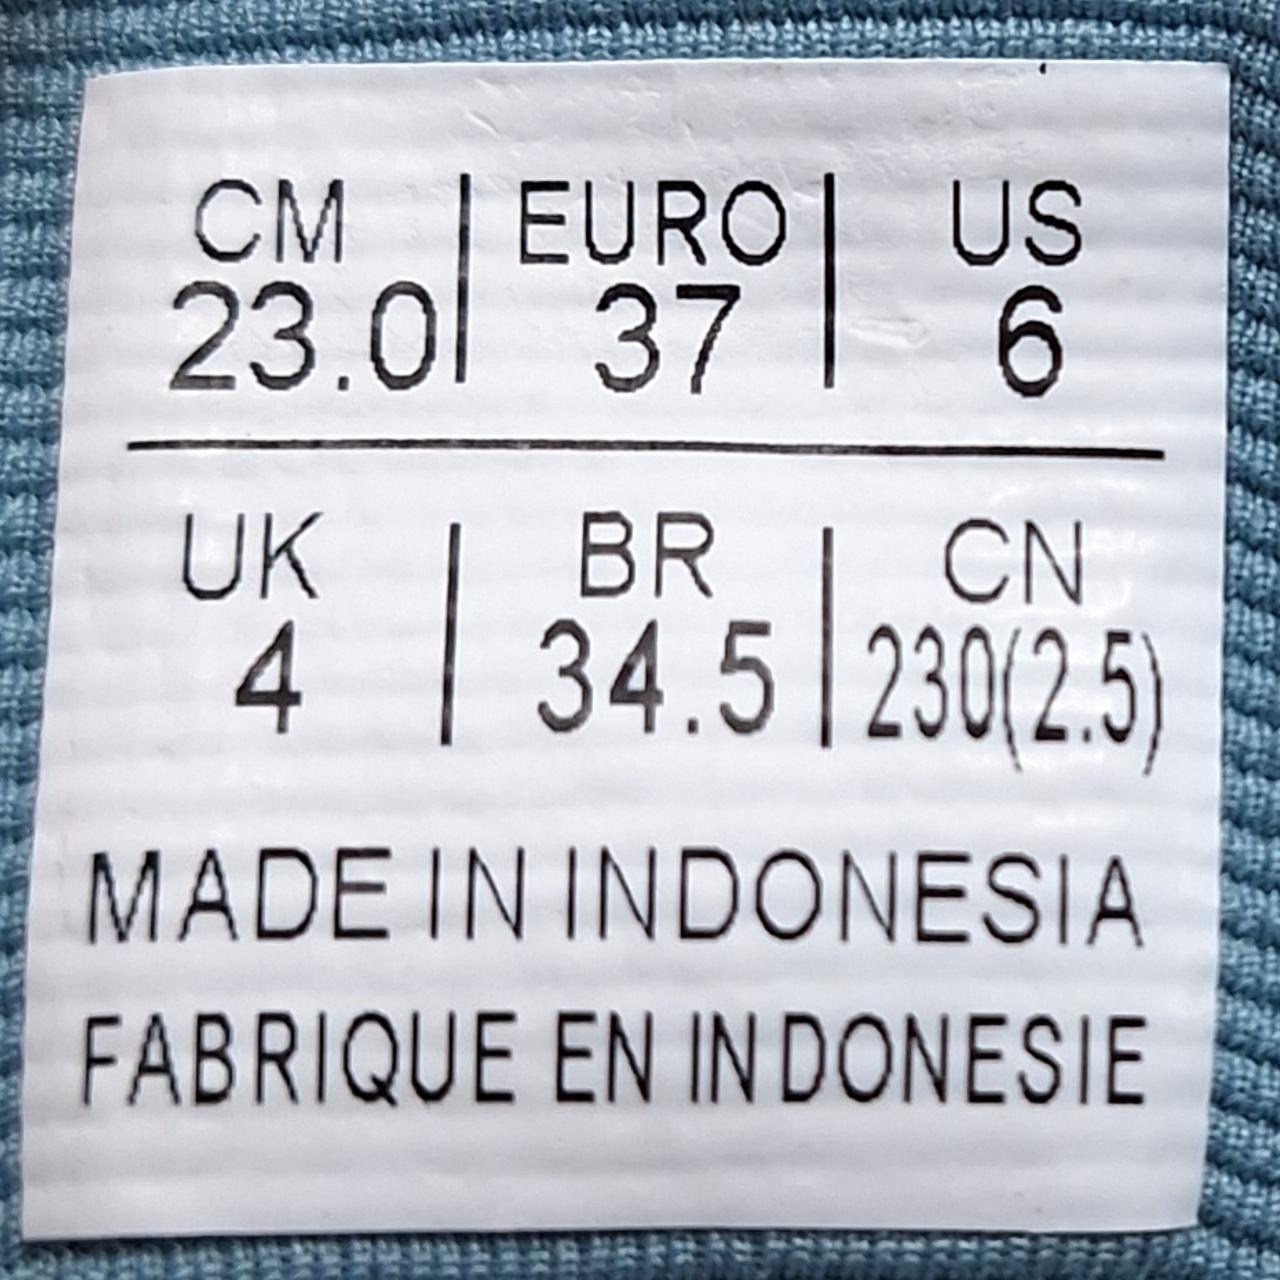 CM | EURO | US
23.0 | 37 | 6
UK | BR | CN
4 | 34.5 | 230(2.5)
MADE IN INDONESIA
FABRIQUE EN INDONESIE